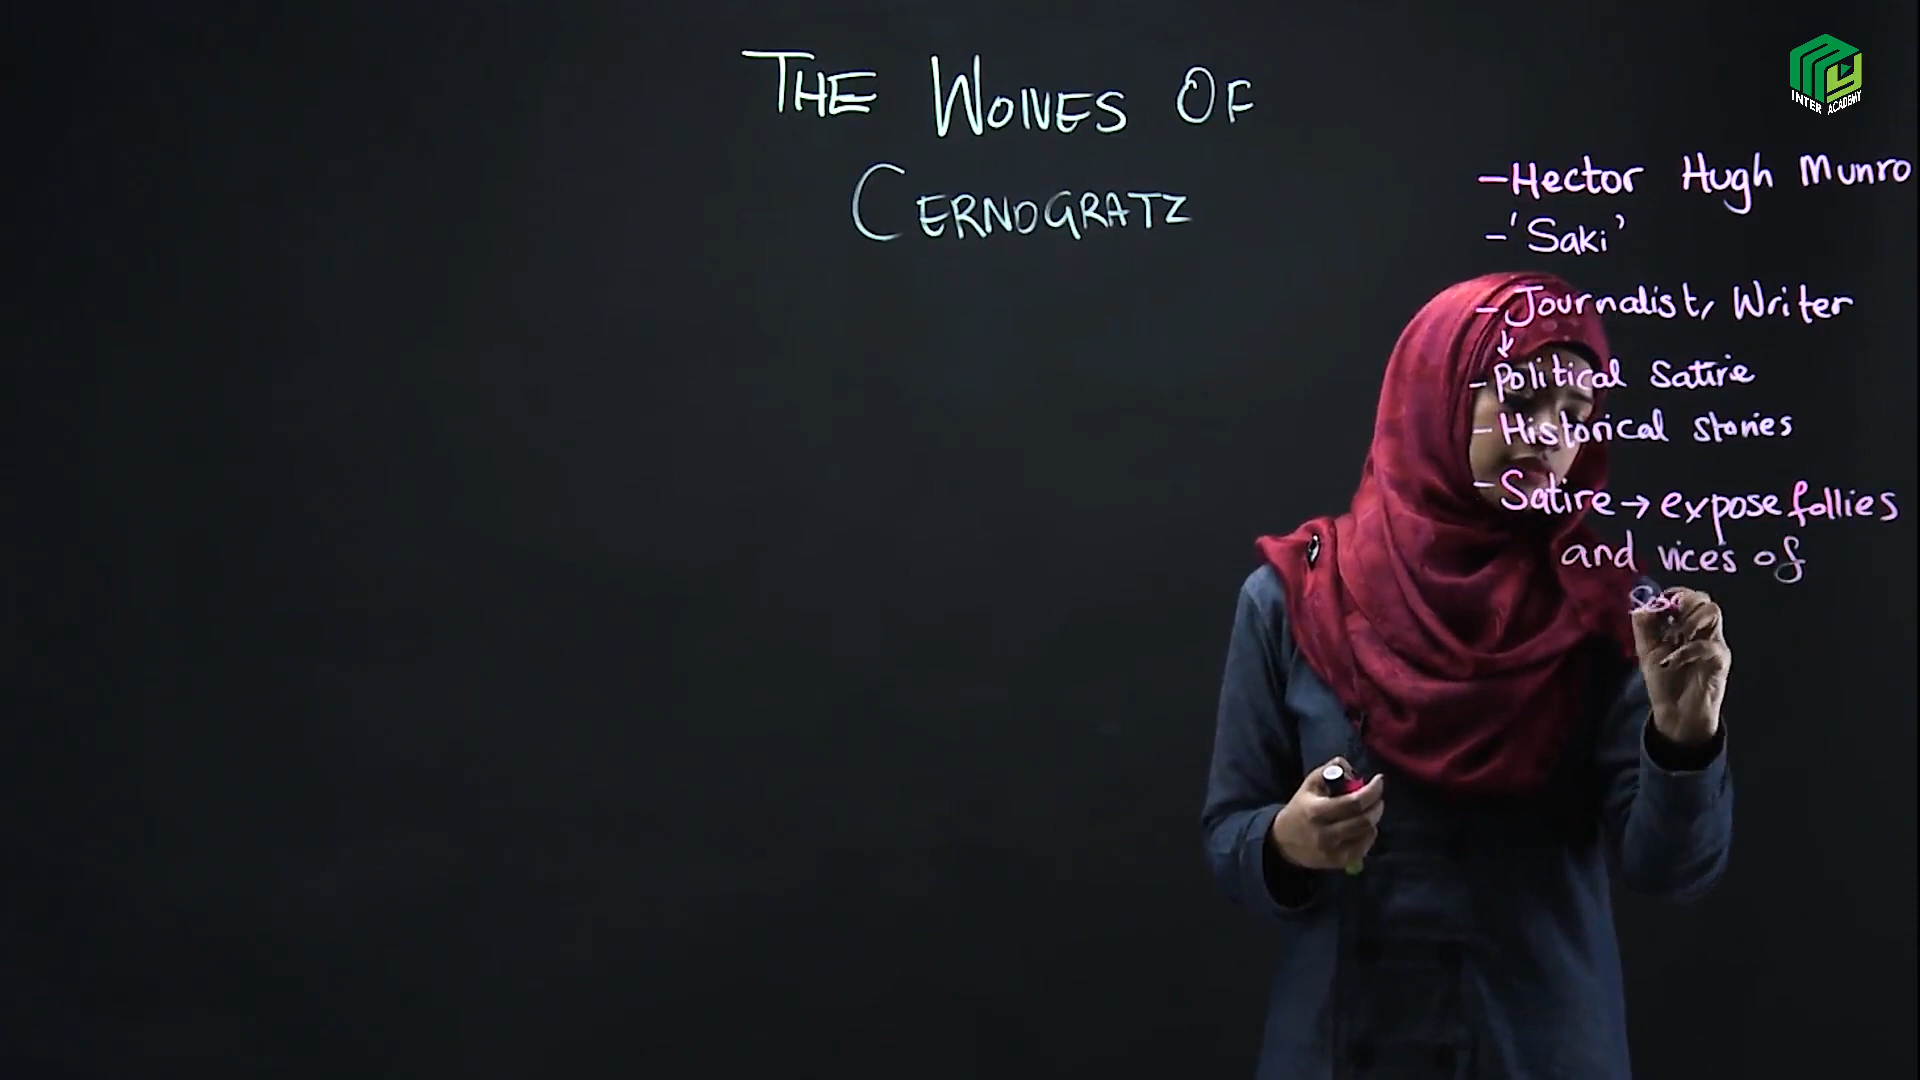 THE WOLVES OF
CERNOGRATZ
INTER ACADEMY
- Hector Hugh Munro
- 'Saki'
- Journalist, Writer
↓
- Political Satire
- Historical stories
- Satire → expose follies
and vices of